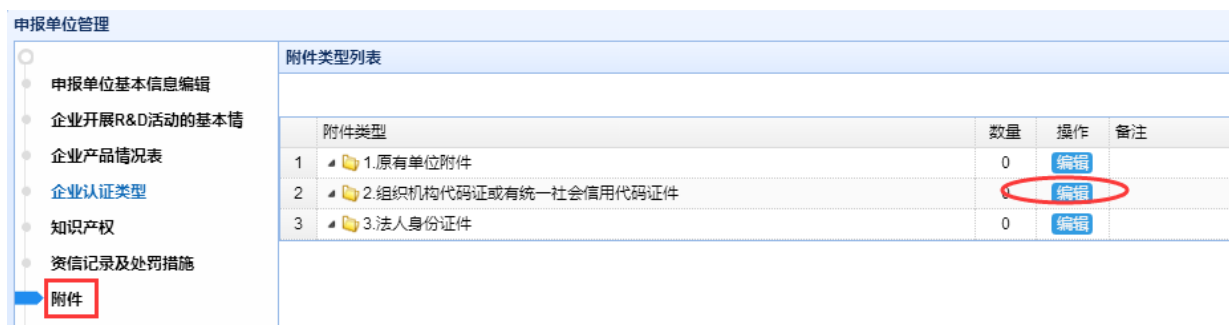 申报单位管理
附件类型列表
申报单位基本信息编辑
企业开展R&D活动的基本情
企业产品情况表
企业认证类型
知识产权
资信记录及处罚措施
附件
附件类型 数量 操作 备注
1 1.原有单位附件 0 编辑
2 2.组织机构代码证或有统一社会信用代码证件 0 编辑
3 3.法人身份证件 0 编辑